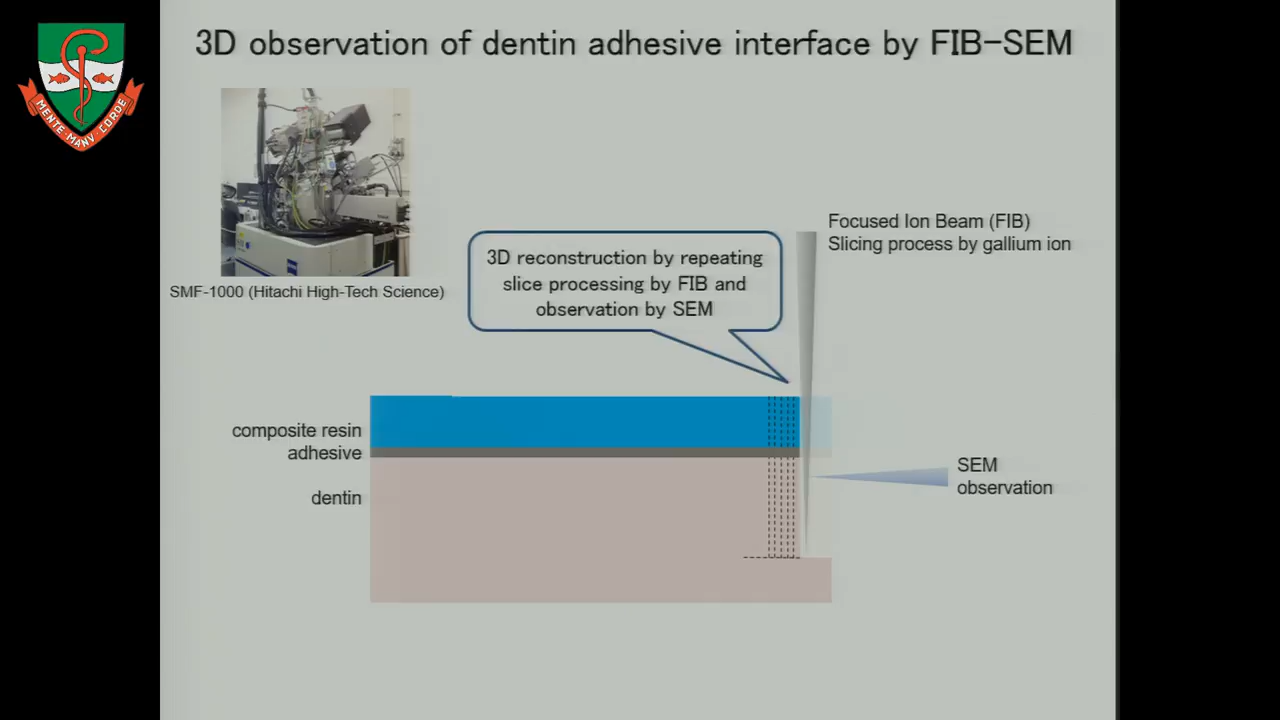 3D observation of dentin adhesive interface by FIB-SEM
MENTE MANV CORDE
Focused Ion Beam (FIB)
Slicing process by gallium ion
3D reconstruction by repeating
slice processing by FIB and
observation by SEM
SMF-1000 (Hitachi High-Tech Science)
composite resin
adhesive
dentin
SEM
observation